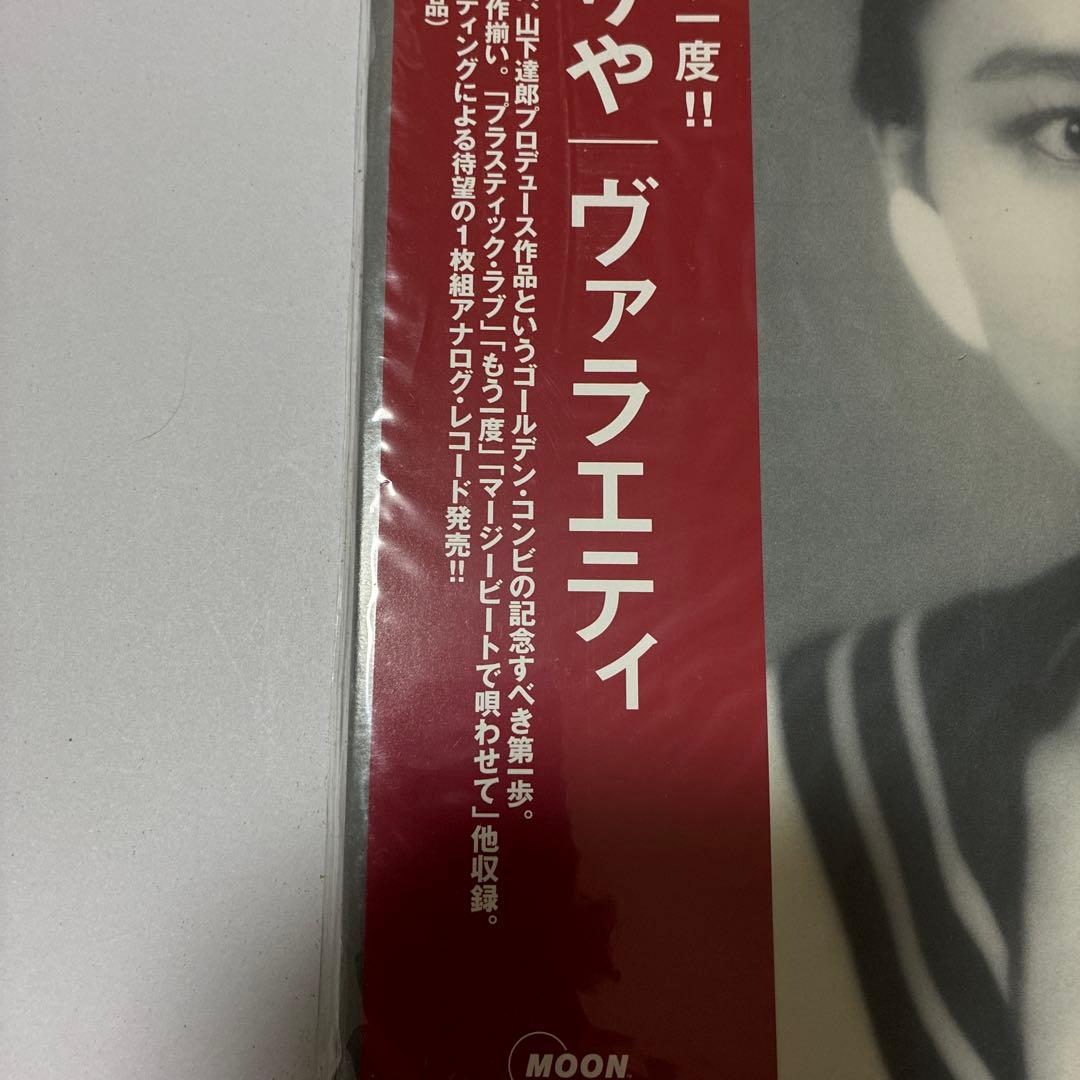 一度!!
りや｜ヴァラエティ
、山下達郎プロデュース作品というゴールデン・コンビの記念すべき第一歩。
作揃い。「プラスティック・ラブ」「もう一度」「マージービートで唄わせて」他収録。
ティングによる待望の1枚組アナログ・レコード発売!!
品）
MOON